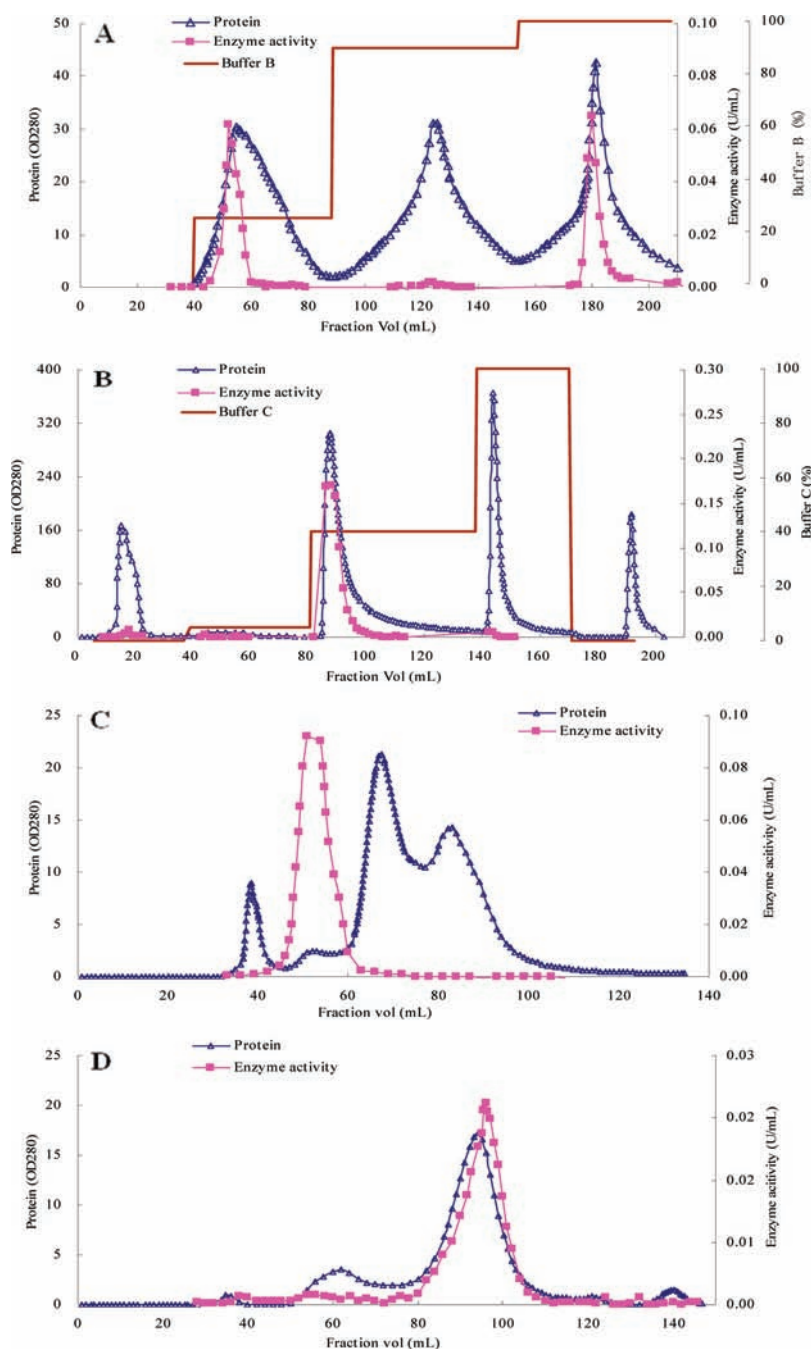 A
Protein
Enzyme activity
Buffer B
Protein (OD280)
50
40
30
20
10
0
0 20 40 60 80 100 120 140 160 180 200
Fraction Vol (mL)
0.10
0.08
0.06
0.04
0.02
0.00
Enzyme activity (U/mL)
100
80
60
40
20
0
Buffer B (%)
B
Protein
Enzyme activity
Buffer C
Protein (OD280)
400
320
240
160
80
0
0 20 40 60 80 100 120 140 160 180 200
Fraction Vol (mL)
0.30
0.25
0.20
0.15
0.10
0.05
0.00
Enzyme activity (U/mL)
100
80
60
40
20
0
Buffer C (%)
C
Protein
Enzyme activity
Protein (OD280)
25
20
15
10
5
0
0 20 40 60 80 100 120 140
Fraction vol (mL)
0.10
0.08
0.06
0.04
0.02
0.00
Enzyme acitivity (U/mL)
D
Protein
Enzyme activity
Protein (OD280)
25
20
15
10
5
0
0 20 40 60 80 100 120 140
Fraction vol (mL)
0.03
0.02
0.02
0.01
0.00
Enzyme acitivity (U/mL)